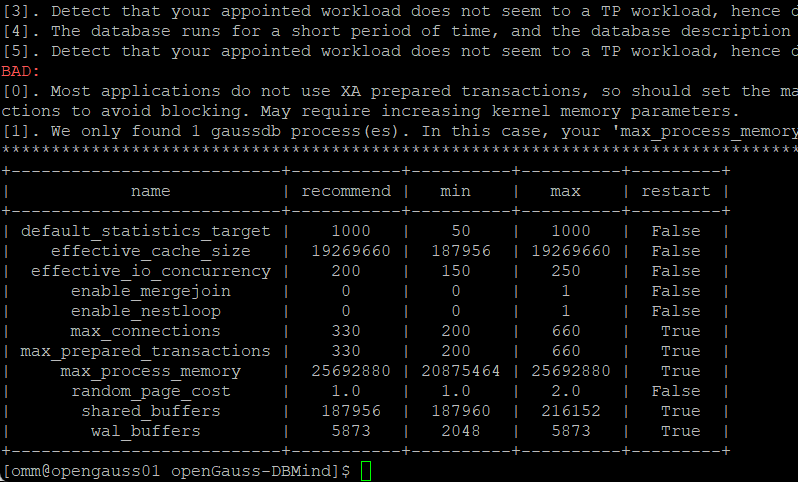 [3]. Detect that your appointed workload does not seem to a TP workload, hence d
[4]. The database runs for a short period of time, and the database description
[5]. Detect that your appointed workload does not seem to a TP workload, hence d
BAD:
[0]. Most applications do not use XA prepared transactions, so should set the ma
ctions to avoid blocking. May require increasing kernel memory parameters.
[1]. We only found 1 gaussdb process(es). In this case, your 'max_process_memory
********************************************************************************
+---------------------------+-----------+----------+-----------+---------+
|            name           | recommend |   min    |    max    | restart |
+---------------------------+-----------+----------+-----------+---------+
| default_statistics_target |    1000   |    50    |    1000   |  False  |
|    effective_cache_size   |  19269660 |  187956  |  19269660 |  False  |
|  effective_io_concurrency |    200    |   150    |    250    |  False  |
|      enable_mergejoin     |     0     |    0     |     1     |  False  |
|      enable_nestloop      |     0     |    0     |     1     |  False  |
|      max_connections      |    330    |   200    |    660    |   True  |
| max_prepared_transactions |    330    |   200    |    660    |   True  |
|     max_process_memory    |  25692880 | 20875464 |  25692880 |   True  |
|      random_page_cost     |    1.0    |   1.0    |    2.0    |  False  |
|       shared_buffers      |   187956  |  187960  |   216152  |   True  |
|        wal_buffers        |    5873   |   2048   |    5873   |   True  |
+---------------------------+-----------+----------+-----------+---------+
[omm@opengauss01 openGauss-DBMind]$